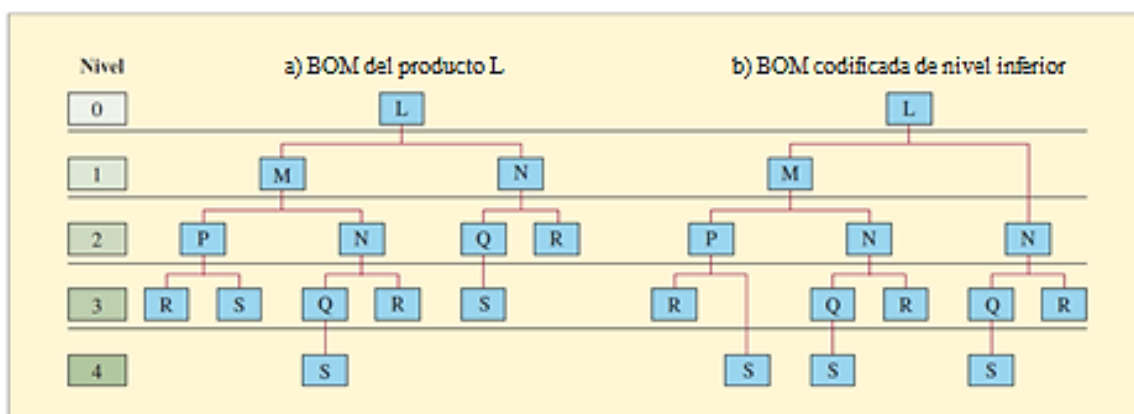 Nivel a) BOM del producto L b) BOM codificada de nivel inferior
0 L L
1 M N M
2 P N Q R P N N
3 R S Q R S R Q R Q R
4 S S S S